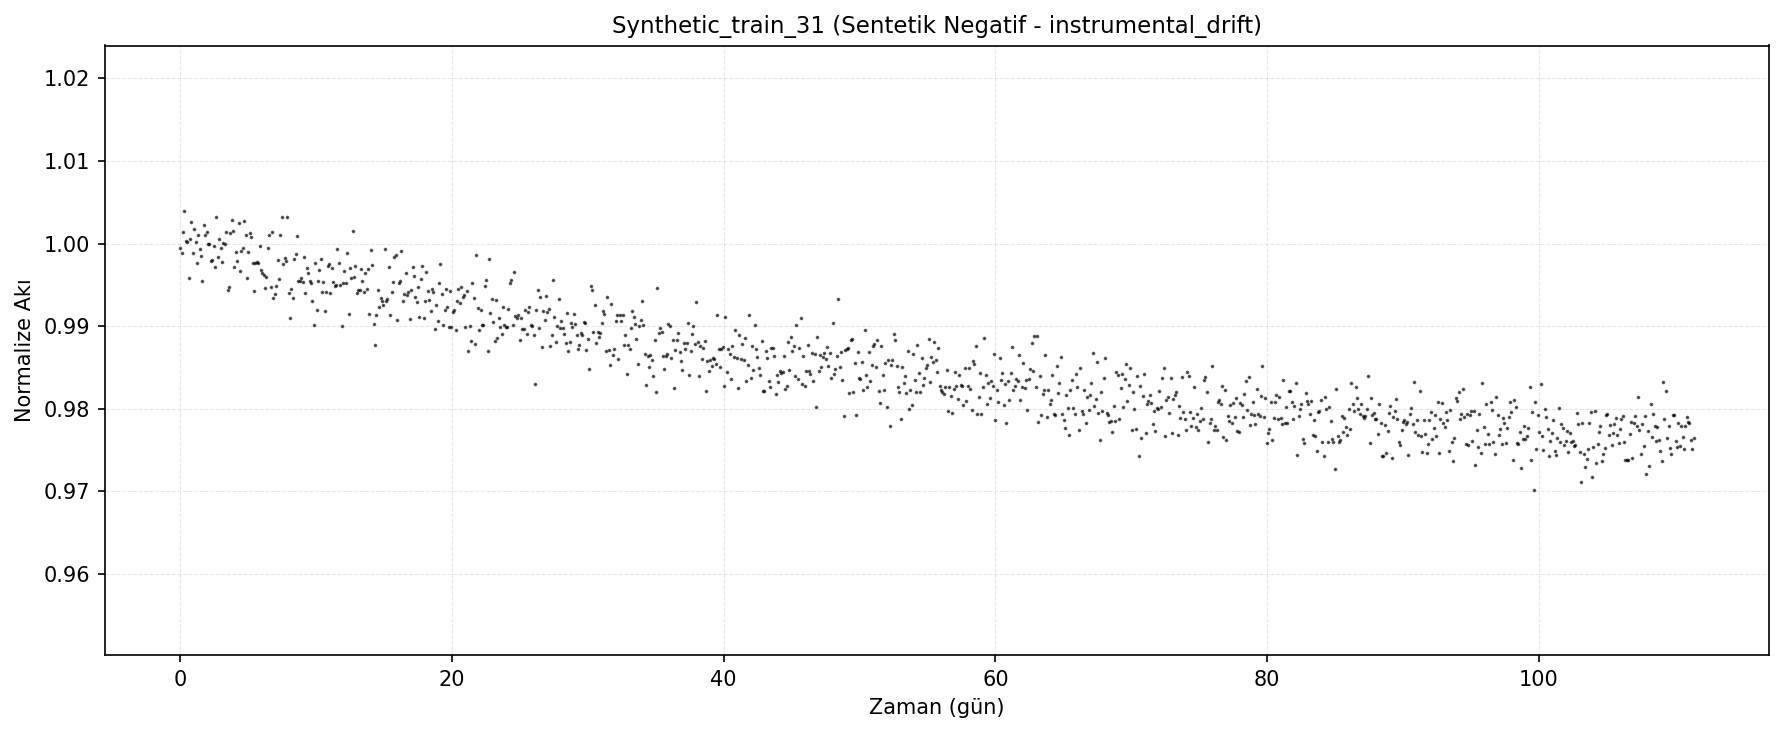 Synthetic_train_31 (Sentetik Negatif - instrumental_drift)
1.02
1.01
1.00
0.99
0.98
0.97
0.96
Normalize Akı
0 20 40 60 80 100
Zaman (gün)